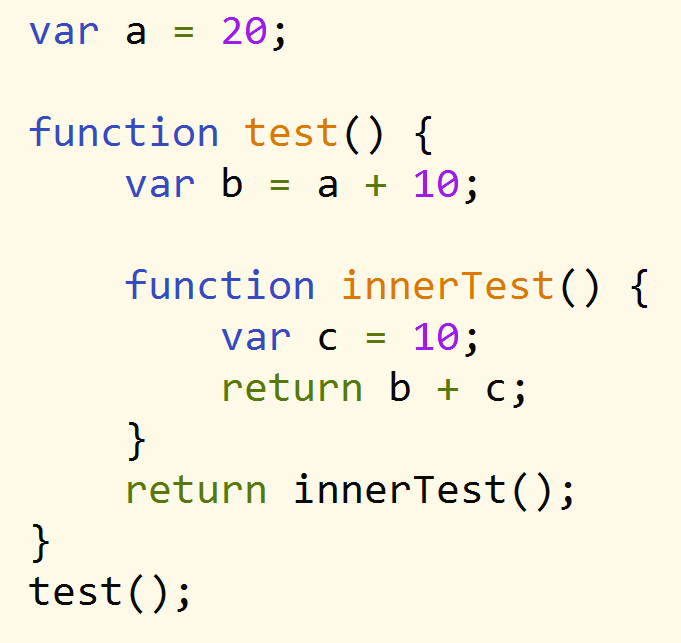 var a = 20;

function test() {
    var b = a + 10;

    function innerTest() {
        var c = 10;
        return b + c;
    }
    return innerTest();
}
test();